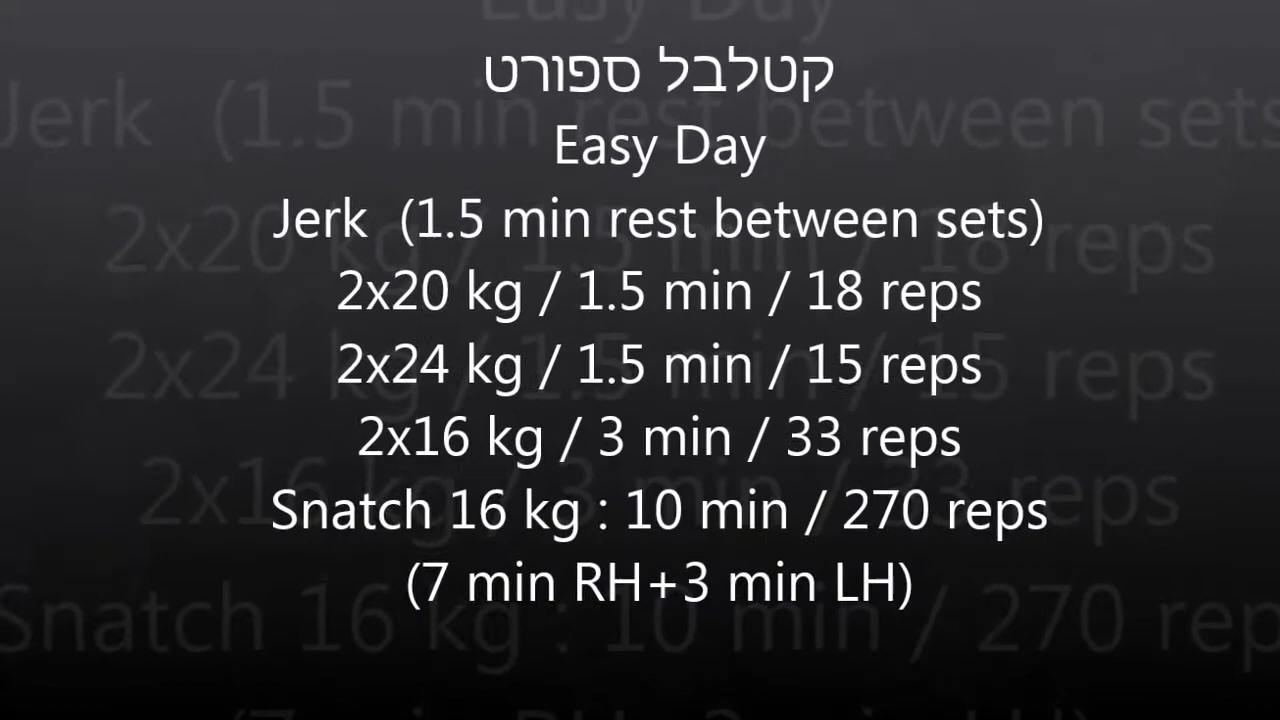 קטלבל ספורט
Easy Day
Jerk  (1.5 min rest between sets)
2x20 kg / 1.5 min / 18 reps
2x24 kg / 1.5 min / 15 reps
2x16 kg / 3 min / 33 reps
Snatch 16 kg : 10 min / 270 reps
(7 min RH+3 min LH)